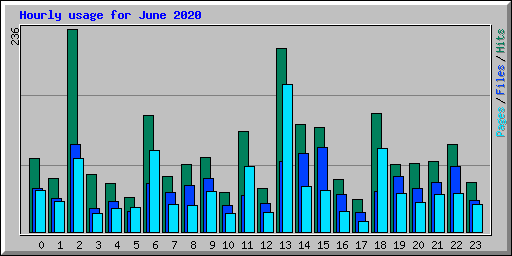 Hourly usage for June 2020
236
Pages / Files / Hits
0 1 2 3 4 5 6 7 8 9 10 11 12 13 14 15 16 17 18 19 20 21 22 23